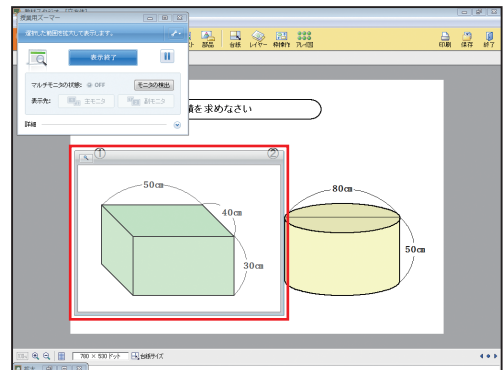 授業用ズーマー
選択した範囲を拡大して表示します。
表示終了
マルチモニタの状態: OFF
モニタの検出
表示先: 主モニタ 副モニタ
詳細
部品 台紙 レイヤー 枠操作 アレイ図
印刷 保存 終了
積を求めなさい
① ②
50cm
40cm
30cm
80cm
50cm
780 × 530 ドット 台紙サイズ